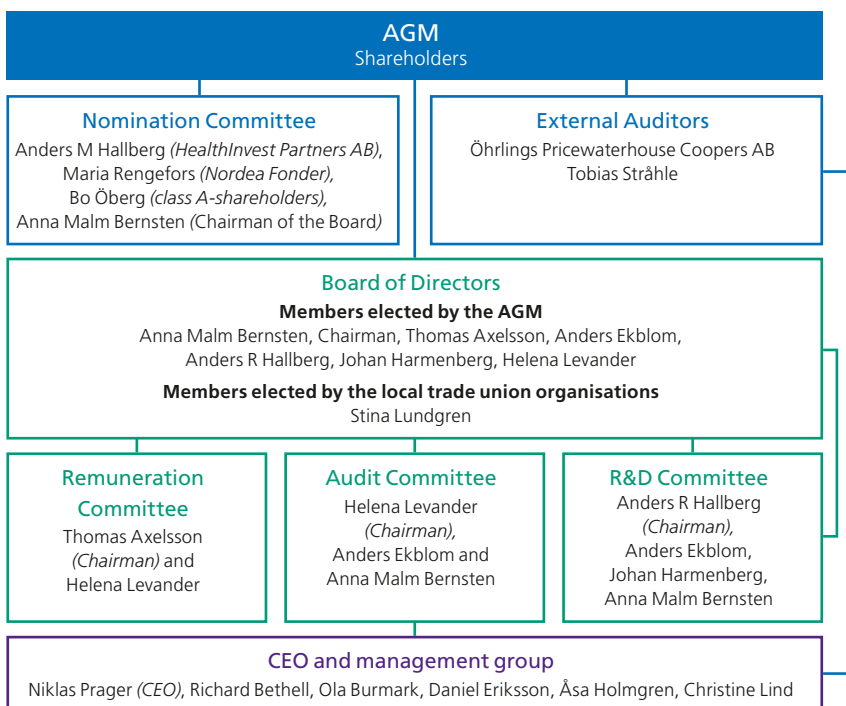 AGM
Shareholders
Nomination Committee
Anders M Hallberg (HealthInvest Partners AB),
Maria Rengefors (Nordea Fonder),
Bo Öberg (class A-shareholders),
Anna Malm Bernsten (Chairman of the Board)
External Auditors
Öhrlings Pricewaterhouse Coopers AB
Tobias Stråhle
Board of Directors
Members elected by the AGM
Anna Malm Bernsten, Chairman, Thomas Axelsson, Anders Ekblom,
Anders R Hallberg, Johan Harmenberg, Helena Levander
Members elected by the local trade union organisations
Stina Lundgren
Remuneration
Committee
Thomas Axelsson
(Chairman) and
Helena Levander
Audit Committee
Helena Levander
(Chairman),
Anders Ekblom and
Anna Malm Bernsten
R&D Committee
Anders R Hallberg
(Chairman),
Anders Ekblom,
Johan Harmenberg,
Anna Malm Bernsten
CEO and management group
Niklas Prager (CEO), Richard Bethell, Ola Burmark, Daniel Eriksson, Åsa Holmgren, Christine Lind